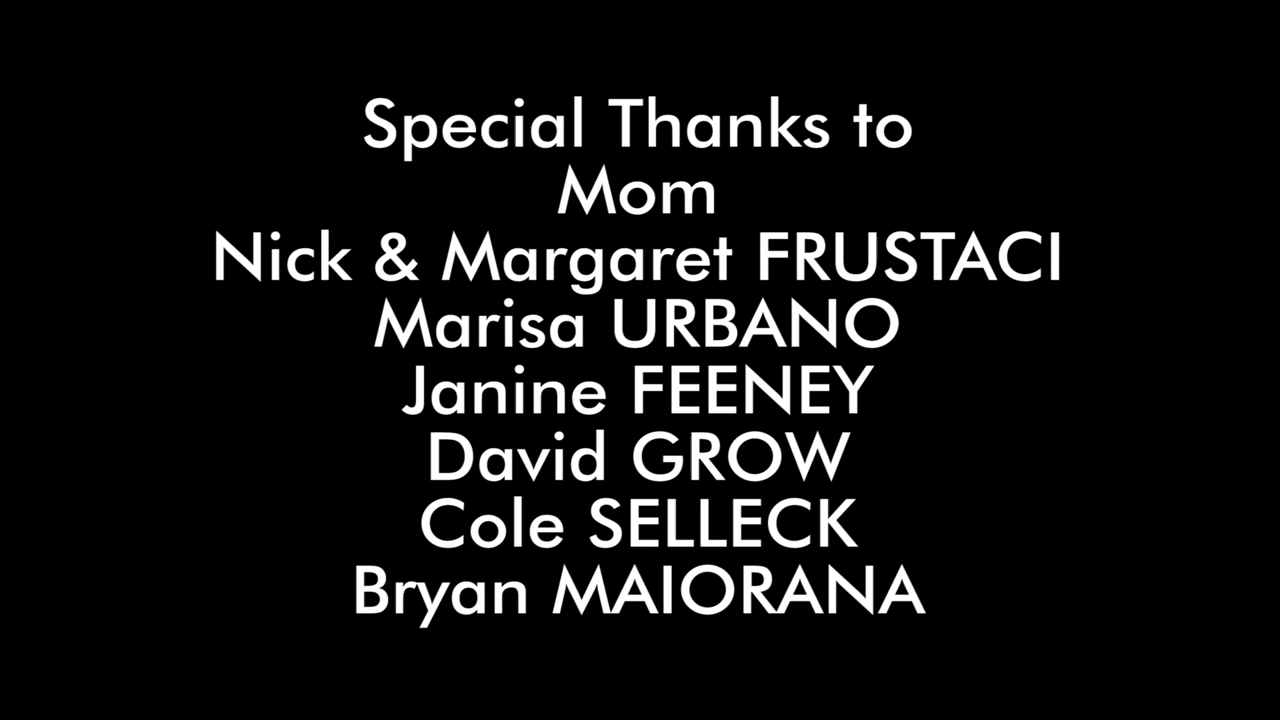 Special Thanks to
Mom
Nick & Margaret FRUSTACI
Marisa URBANO
Janine FEENEY
David GROW
Cole SELLECK
Bryan MAIORANA